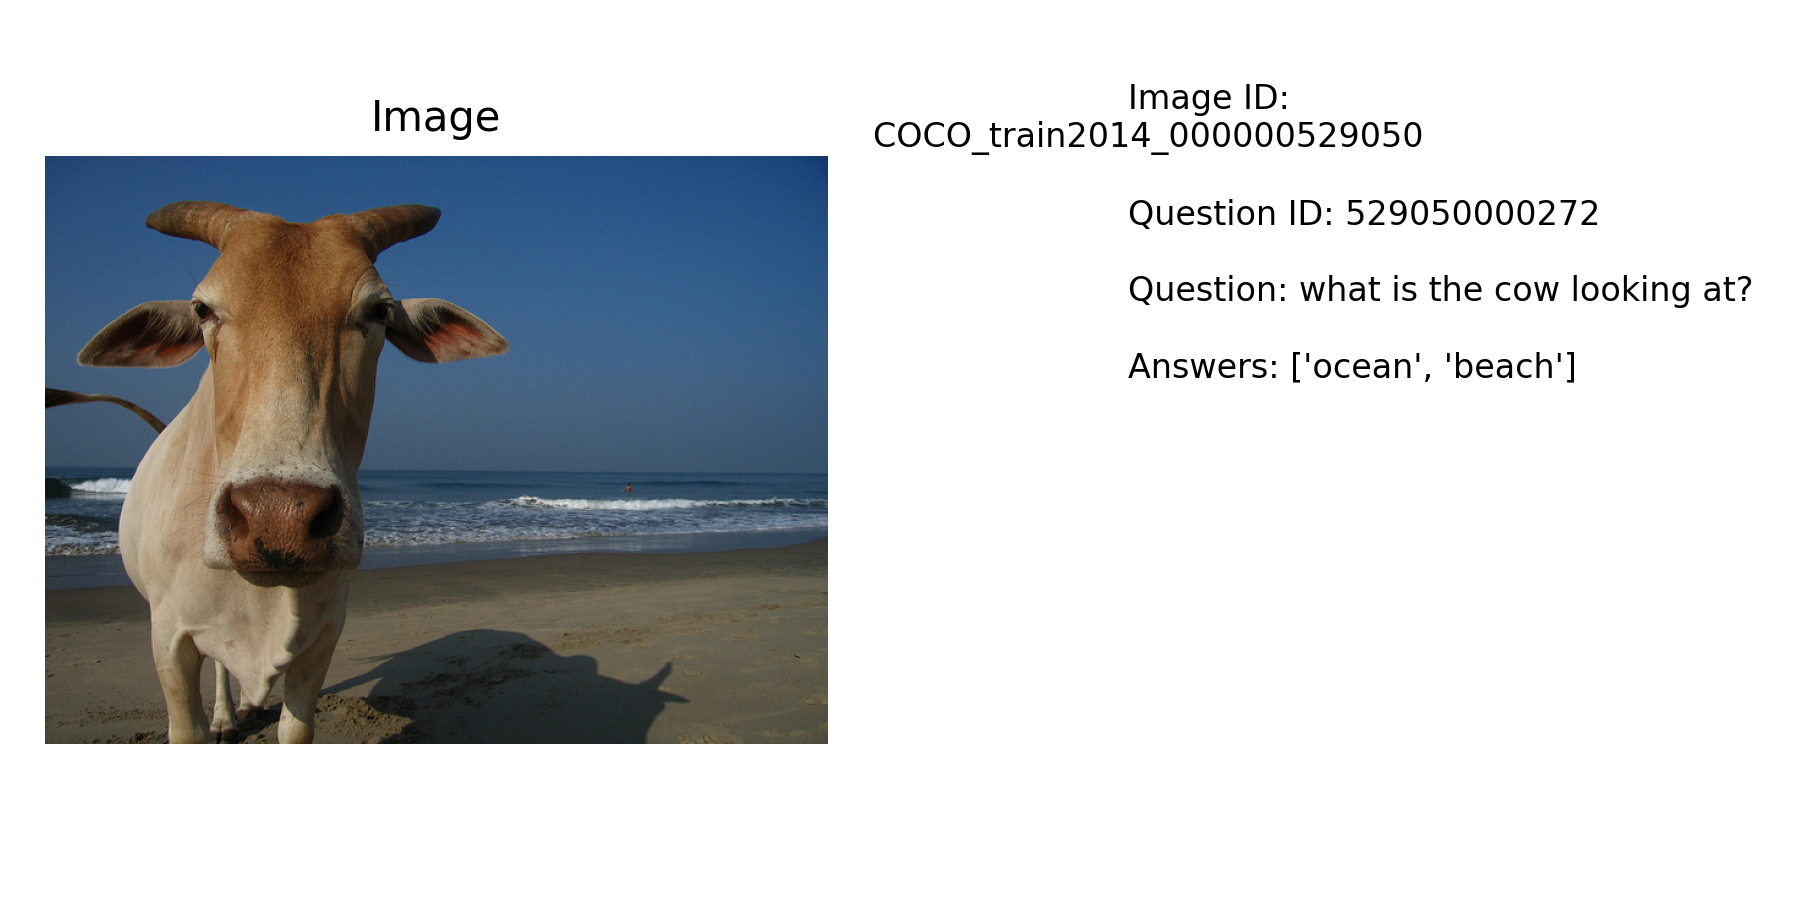 Image
Image ID:
COCO_train2014_000000529050
Question ID: 529050000272
Question: what is the cow looking at?
Answers: ['ocean', 'beach']